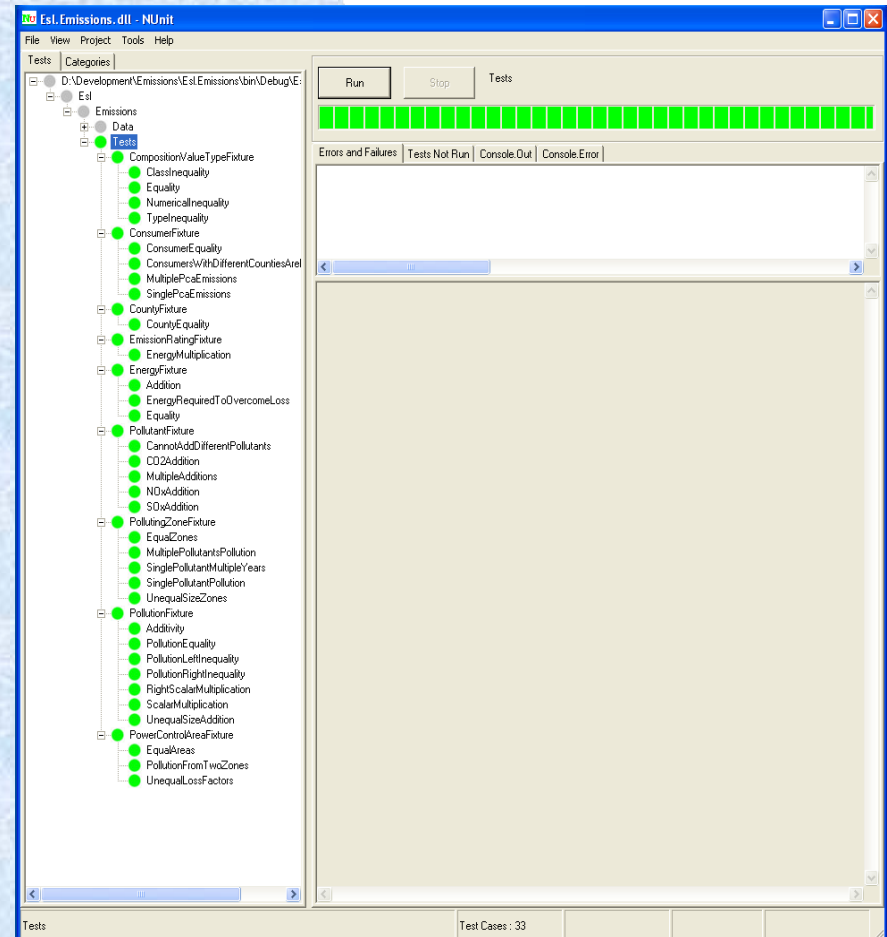 NU Esl.Emissions.dll - NUnit
File View Project Tools Help
Tests Categories
D:\Development\Emissions\Esl.Emissions\bin\Debug\E
Esl
Emissions
Data
Tests
CompositionValueTypeFixture
ClassInequality
Equality
NumericalInequality
TypeInequality
ConsumerFixture
ConsumerEquality
ConsumersWithDifferentCountiesAreI
MultiplePcaEmissions
SinglePcaEmissions
CountyFixture
CountyEquality
EmissionRatingFixture
EnergyMultiplication
EnergyFixture
Addition
EnergyRequiredToOvercomeLoss
Equality
PollutantFixture
CannotAddDifferentPollutants
CO2Addition
MultipleAdditions
NOxAddition
SOxAddition
PollutingZoneFixture
EqualZones
MultiplePollutantsPollution
SinglePollutantMultipleYears
SinglePollutantPollution
UnequalSizeZones
PollutionFixture
Additivity
PollutionEquality
PollutionLeftInequality
PollutionRightInequality
RightScalarMultiplication
ScalarMultiplication
UnequalSizeAddition
PowerControlAreaFixture
EqualAreas
PollutionFromTwoZones
UnequalLossFactors
Run Stop Tests
Errors and Failures Tests Not Run Console.Out Console.Error
Tests Test Cases : 33